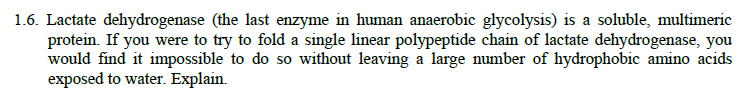 1.6. Lactate dehydrogenase (the last enzyme in human anaerobic glycolysis) is a soluble, multimeric
protein. If you were to try to fold a single linear polypeptide chain of lactate dehydrogenase, you
would find it impossible to do so without leaving a large number of hydrophobic amino acids
exposed to water. Explain.